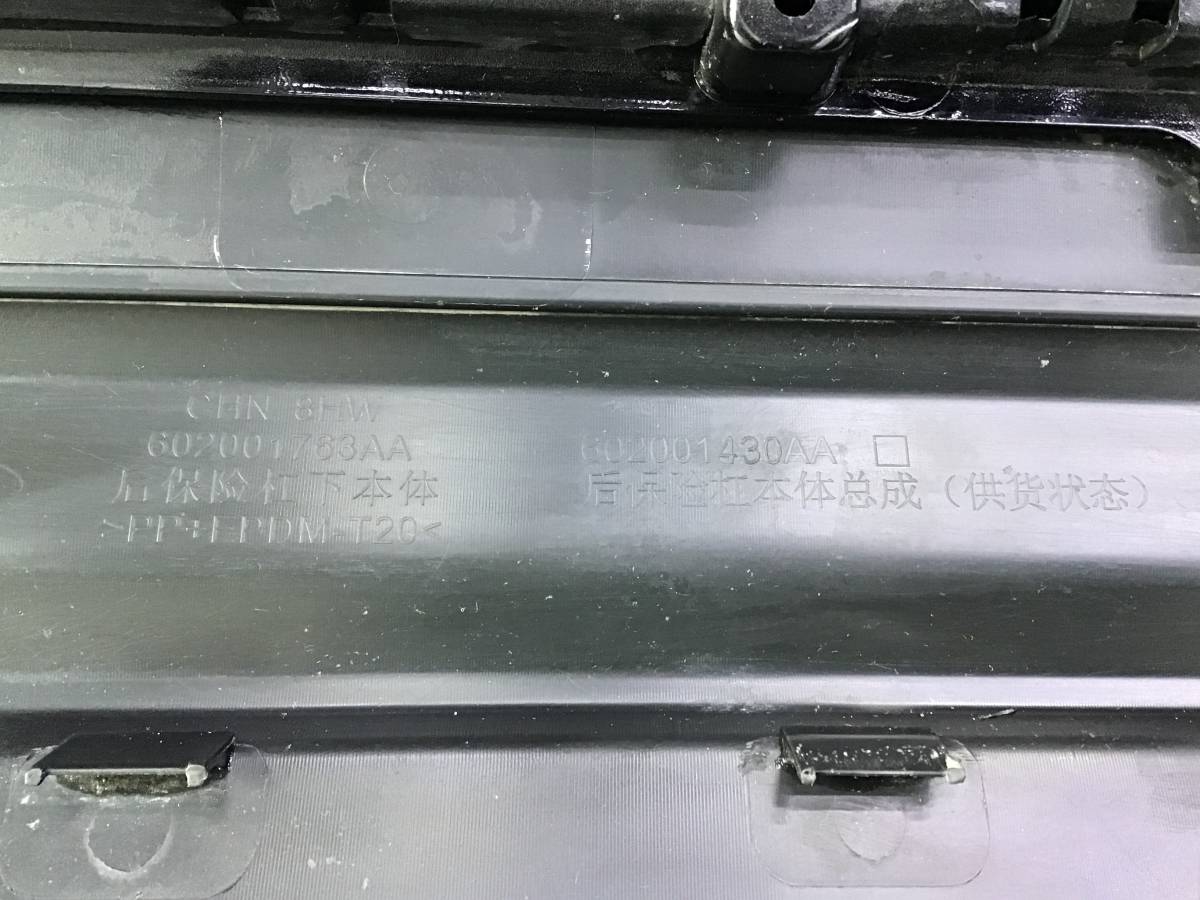 CHN 8HW
602001783AA
后保险杠下本体
>PP+EPDM-T20<
602001430AA □
后保险杠本体总成（供货状态）